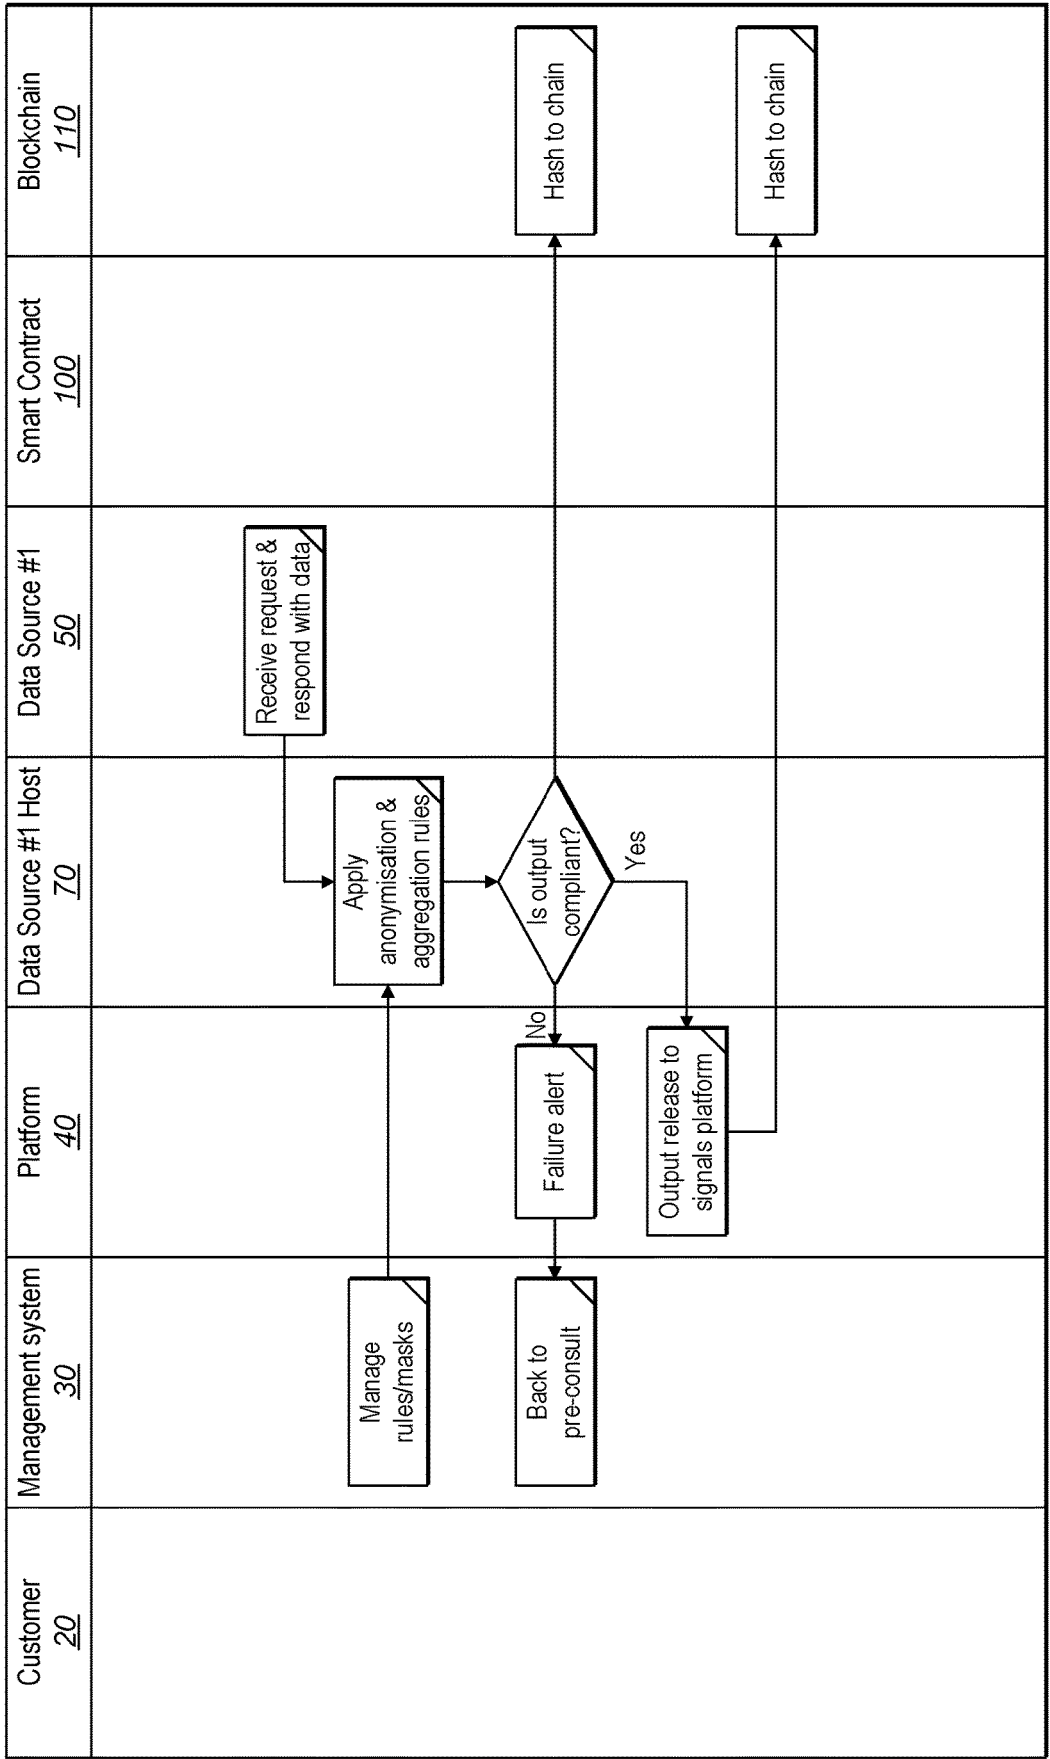 Customer
20
Management system
30
Platform
40
Data Source #1 Host
70
Data Source #1
50
Smart Contract
100
Blockchain
110
Receive request &
respond with data
Manage
rules/masks
Apply
anonymisation &
aggregation rules
Back to
pre-consult
Failure alert
No
Is output
compliant?
Hash to chain
Yes
Output release to
signals platform
Hash to chain